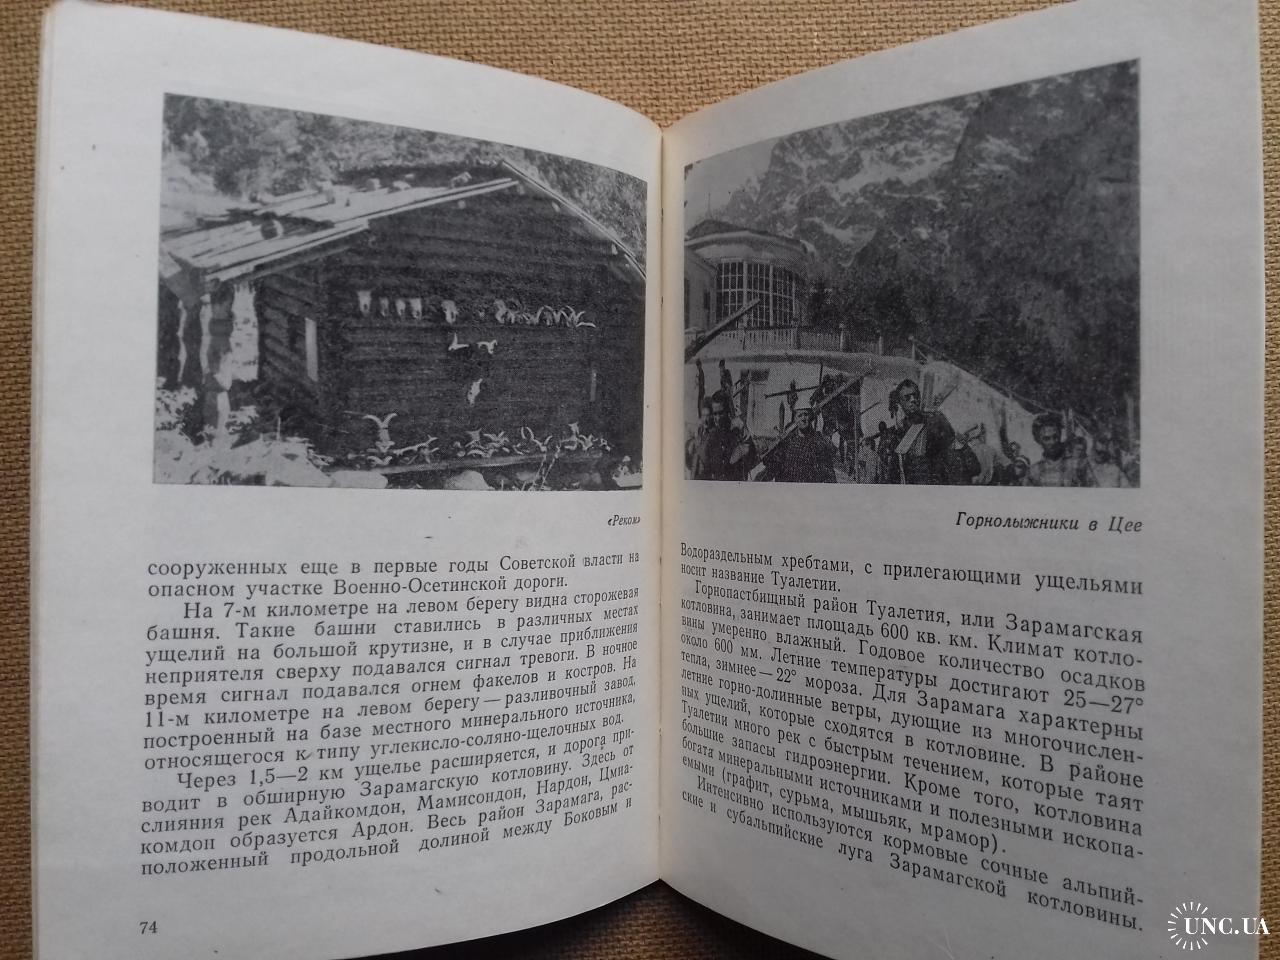 «Реком»
сооруженных еще в первые годы Советской власти на
опасном участке Военно-Осетинской дороги.
На 7-м километре на левом берегу видна сторожевая
башня. Такие башни ставились в различных местах
ущелий на большой крутизне, и в случае приближения
неприятеля сверху подавался сигнал тревоги. В ночное
время сигнал подавался огнем факелов и костров. На
11-м километре на левом берегу — разливочный завод,
построенный на базе местного минерального источника,
относящегося к типу углекисло-соляно-щелочных вод.
Через 1,5—2 км ущелье расширяется, и дорога при-
водит в обширную Зарамагскую котловину. Здесь от
слияния рек Адайкомдон, Мамисондон, Нардон, Цмиа-
комдон образуется Ардон. Весь район Зарамага, рас-
положенный продольной долиной между Боковым и
74
Горнолыжники в Цее
Водораздельным хребтами, с прилегающими ущельями
носит название Туалетии.
Горнопастбищный район Туалетия, или Зарамагская
котловина, занимает площадь 600 кв. км. Климат котло-
вины умеренно влажный. Годовое количество осадков
около 600 мм. Летние температуры достигают 25—27°
тепла, зимнее — 22° мороза. Для Зарамага характерны
летние горно-долинные ветры, дующие из многочислен-
ных ущелий, которые сходятся в котловине. В районе
Туалетии много рек с быстрым течением, которые таят
большие запасы гидроэнергии. Кроме того, котловина
богата минеральными источниками и полезными ископа-
емыми (графит, сурьма, мышьяк, мрамор).
Интенсивно используются кормовые сочные альпий-
ские и субальпийские луга Зарамагской котловины.
UNC.UA